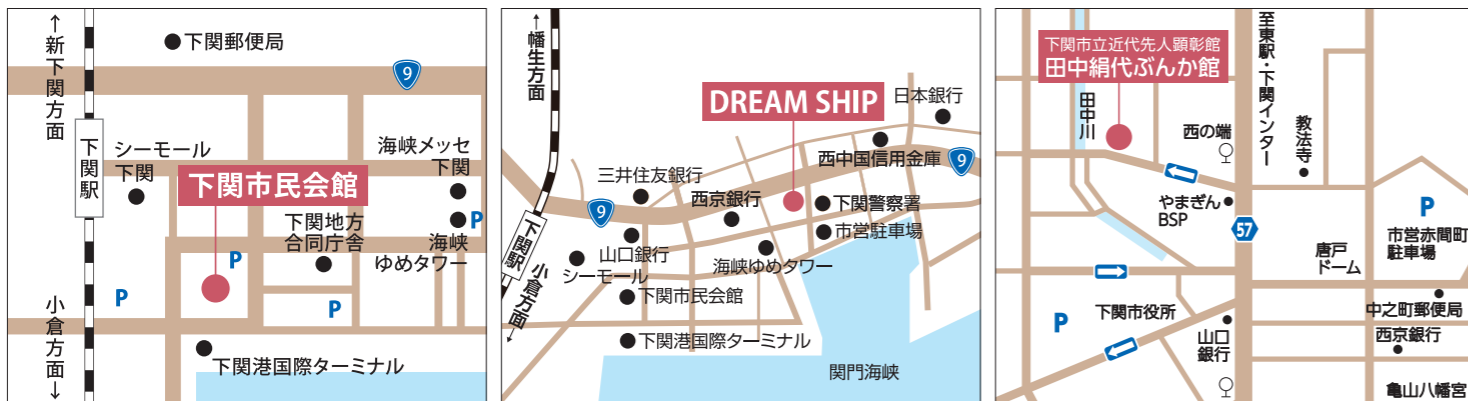 ↑新下関方面
下関郵便局
9
下関駅
シーモール
下関
海峡メッセ
下関
下関市民会館
下関地方
合同庁舎
P
P
海峡
ゆめタワー
P
P
小倉方面↓
下関港国際ターミナル
←幡生方面
DREAM SHIP
日本銀行
西中国信用金庫
9
三井住友銀行
西京銀行
下関警察署
9
市営駐車場
下関駅
山口銀行
海峡ゆめタワー
シーモール
小倉方面→
下関市民会館
下関港国際ターミナル
関門海峡
下関市立近代先人顕彰館
田中絹代ぶんか館
至東駅・下関インター
田中川
西の端
教法寺
やまぎん
BSP
P
57
市営赤間町
駐車場
唐戸
ドーム
下関市役所
中之町郵便局
P
山口
銀行
西京銀行
亀山八幡宮